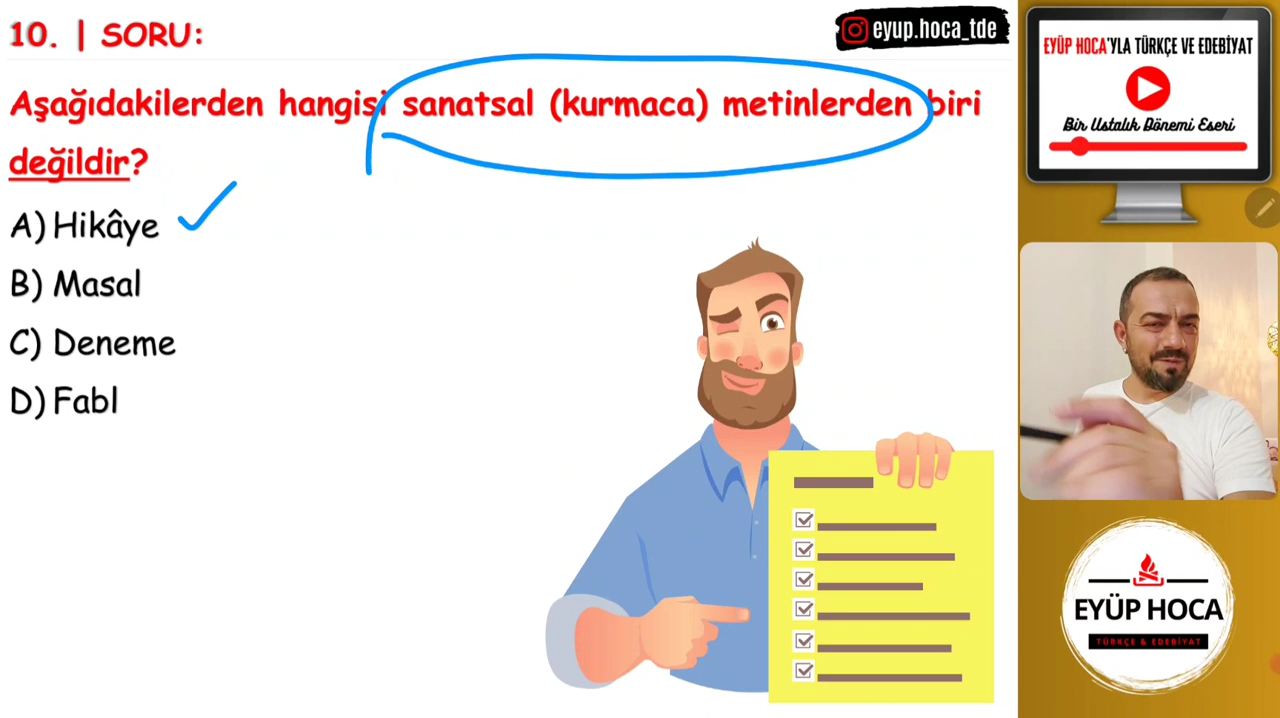 10. | SORU:
eyup.hoca_tde
Aşağıdakilerden hangisi sanatsal (kurmaca) metinlerden biri
değildir?
A) Hikâye
B) Masal
C) Deneme
D) Fabl
EYÜP HOCA'YLA TÜRKÇE VE EDEBİYAT
Bir Ustalık Dönemi Eseri
EYÜP HOCA
TÜRKÇE & EDEBİYAT